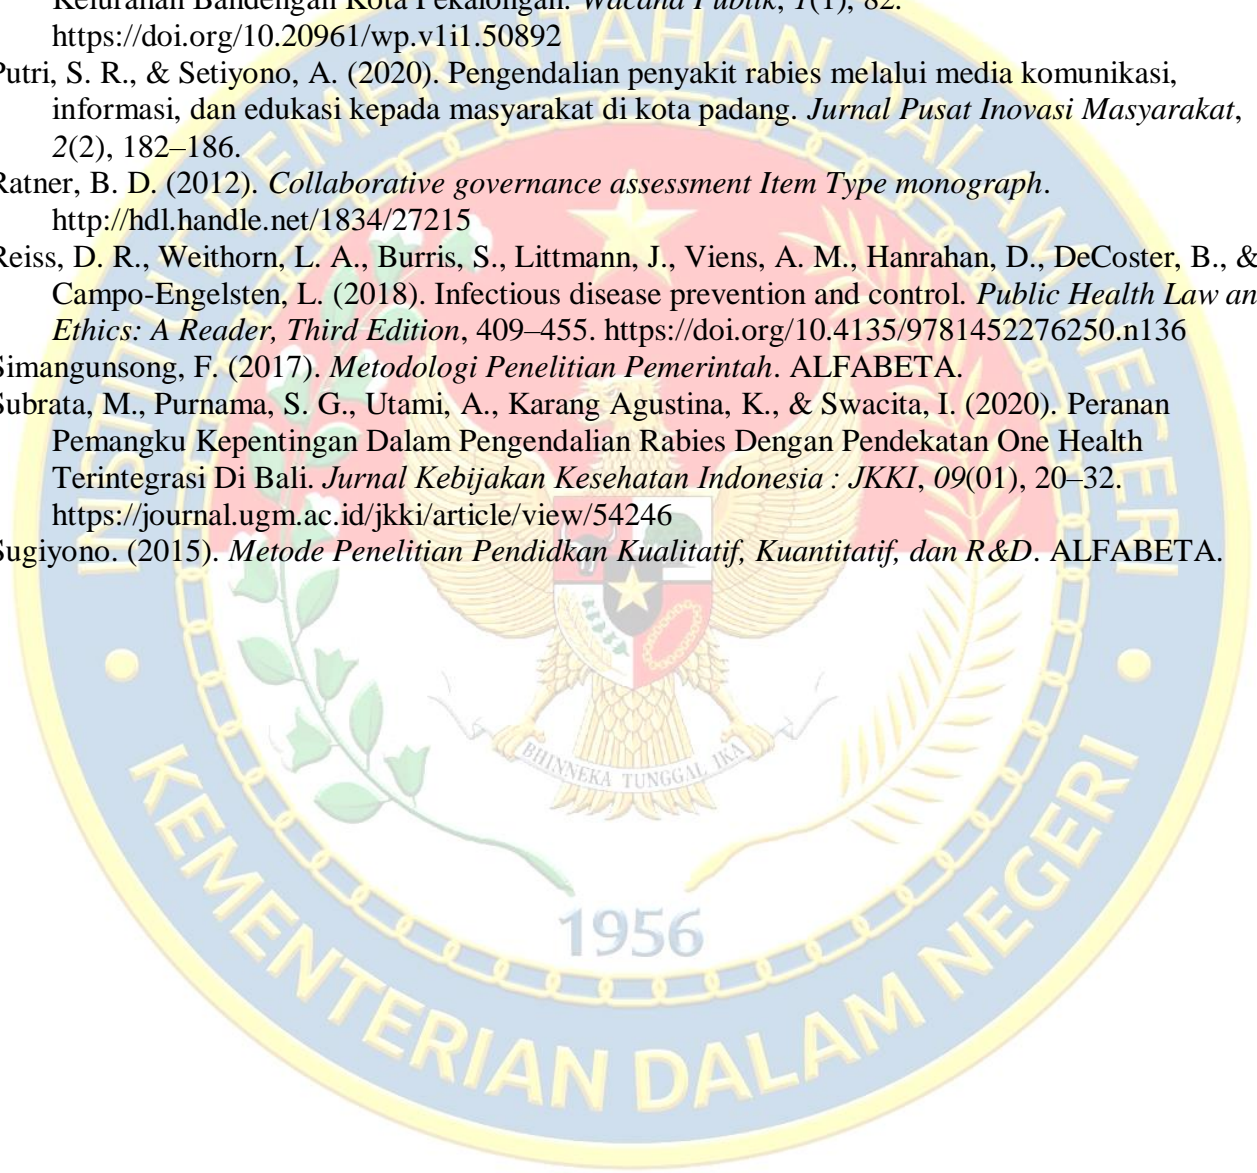 Kelurahan Bandengan Kota Pekalongan. Wacana Publik, 1(1), 82.
https://doi.org/10.20961/wp.v1i1.50892
Putri, S. R., & Setiyono, A. (2020). Pengendalian penyakit rabies melalui media komunikasi,
informasi, dan edukasi kepada masyarakat di kota padang. Jurnal Pusat Inovasi Masyarakat,
2(2), 182–186.
Ratner, B. D. (2012). Collaborative governance assessment Item Type monograph.
http://hdl.handle.net/1834/27215
Reiss, D. R., Weithorn, L. A., Burris, S., Littmann, J., Viens, A. M., Hanrahan, D., DeCoster, B., &
Campo-Engelsten, L. (2018). Infectious disease prevention and control. Public Health Law an
Ethics: A Reader, Third Edition, 409–455. https://doi.org/10.4135/9781452276250.n136
Simangunsong, F. (2017). Metodologi Penelitian Pemerintah. ALFABETA.
Subrata, M., Purnama, S. G., Utami, A., Karang Agustina, K., & Swacita, I. (2020). Peranan
Pemangku Kepentingan Dalam Pengendalian Rabies Dengan Pendekatan One Health
Terintegrasi Di Bali. Jurnal Kebijakan Kesehatan Indonesia : JKKI, 09(01), 20–32.
https://journal.ugm.ac.id/jkki/article/view/54246
Sugiyono. (2015). Metode Penelitian Pendidkan Kualitatif, Kuantitatif, dan R&D. ALFABETA.
INSTITUT PEMERINTAHAN DALAM NEGERI
BHINNEKA TUNGGAL IKA
1956
KEMENTERIAN DALAM NEGERI